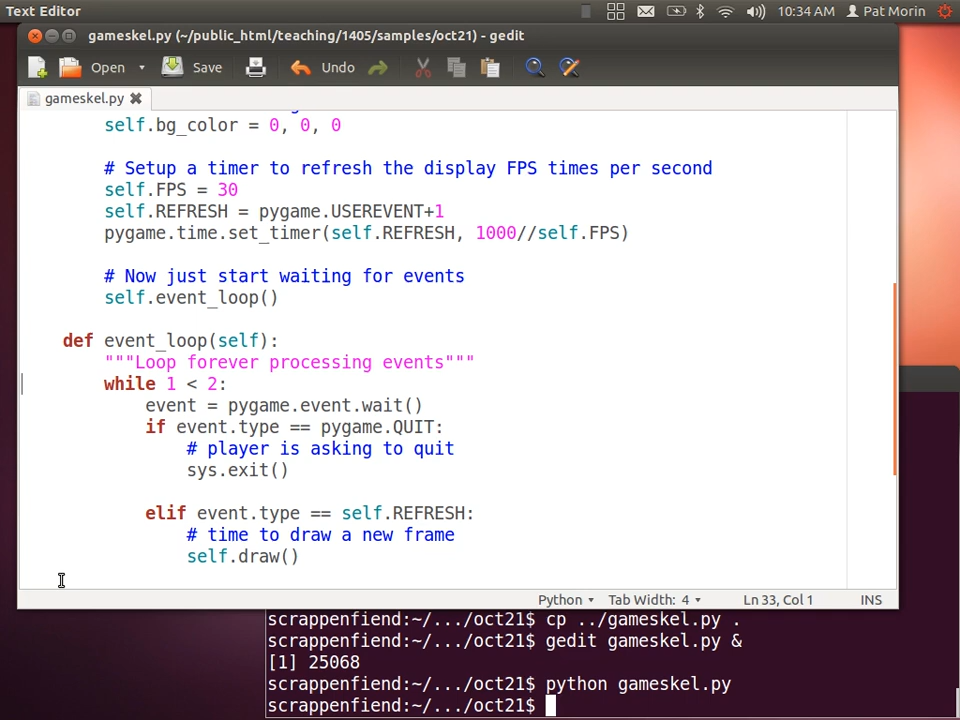 Text Editor
10:34 AM
Pat Morin
gameskel.py (~/public_html/teaching/1405/samples/oct21) - gedit
Open
Save
Undo
gameskel.py
self.bg_color = 0, 0, 0
# Setup a timer to refresh the display FPS times per second
self.FPS = 30
self.REFRESH = pygame.USEREVENT+1
pygame.time.set_timer(self.REFRESH, 1000//self.FPS)
# Now just start waiting for events
self.event_loop()
def event_loop(self):
"""Loop forever processing events"""
while 1 < 2:
event = pygame.event.wait()
if event.type == pygame.QUIT:
# player is asking to quit
sys.exit()
elif event.type == self.REFRESH:
# time to draw a new frame
self.draw()
Python
Tab Width: 4
Ln 33, Col 1
INS
scrappenfiend:~/.../oct21$ cp ../gameskel.py .
scrappenfiend:~/.../oct21$ gedit gameskel.py &
[1] 25068
scrappenfiend:~/.../oct21$ python gameskel.py
scrappenfiend:~/.../oct21$